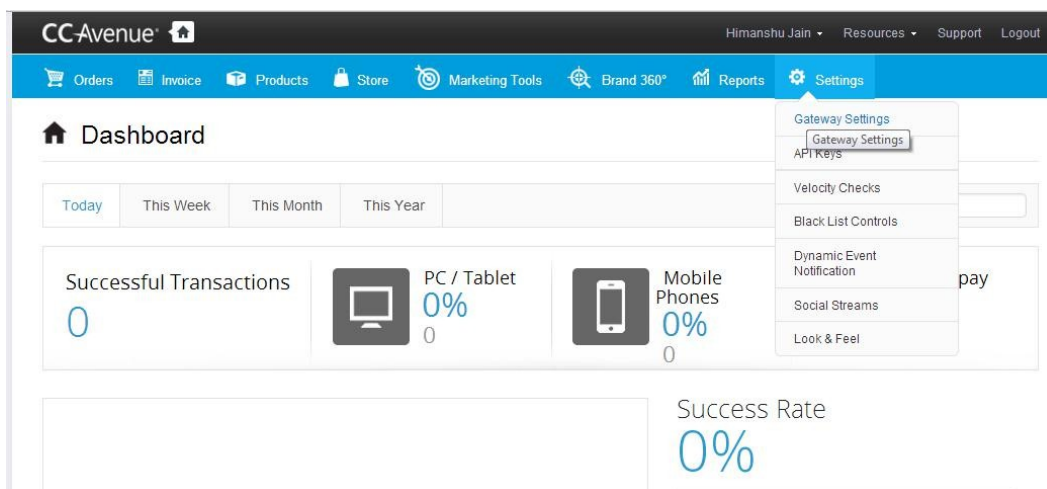 CCAvenue®
Himanshu Jain Resources Support Logout
Orders Invoice Products Store Marketing Tools Brand 360° Reports Settings
Gateway Settings
Gateway Settings
API Keys
Velocity Checks
Black List Controls
Dynamic Event
Notification
Social Streams
Look & Feel
Dashboard
Today This Week This Month This Year
Successful Transactions
0
PC / Tablet
0%
0
Mobile
Phones
0%
0
pay
Success Rate
0%